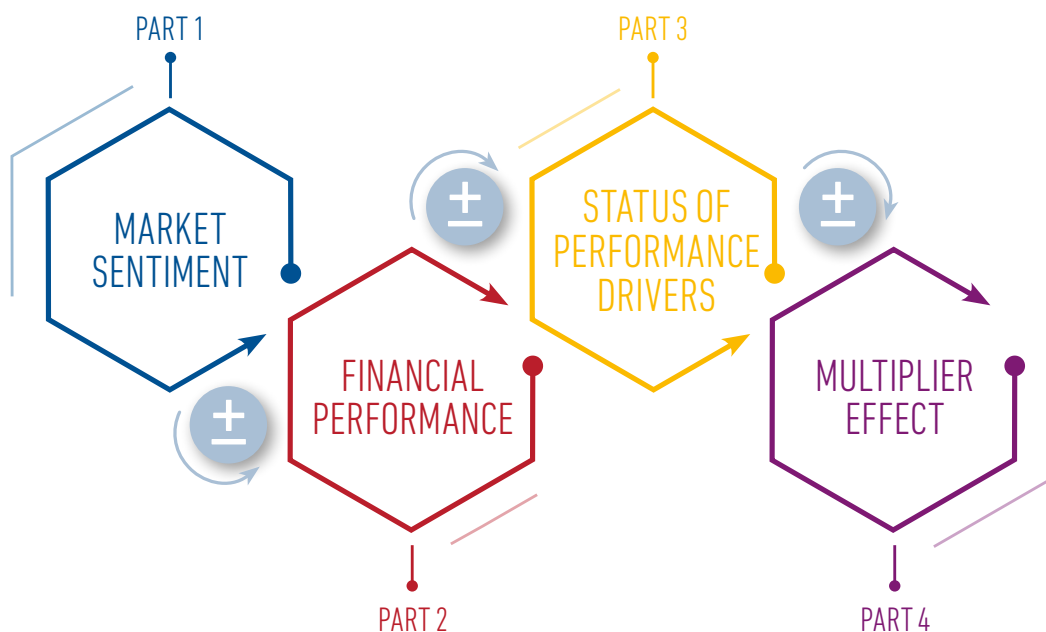 PART 1
MARKET
SENTIMENT
±
FINANCIAL
PERFORMANCE
PART 2
±
PART 3
STATUS OF
PERFORMANCE
DRIVERS
±
MULTIPLIER
EFFECT
PART 4